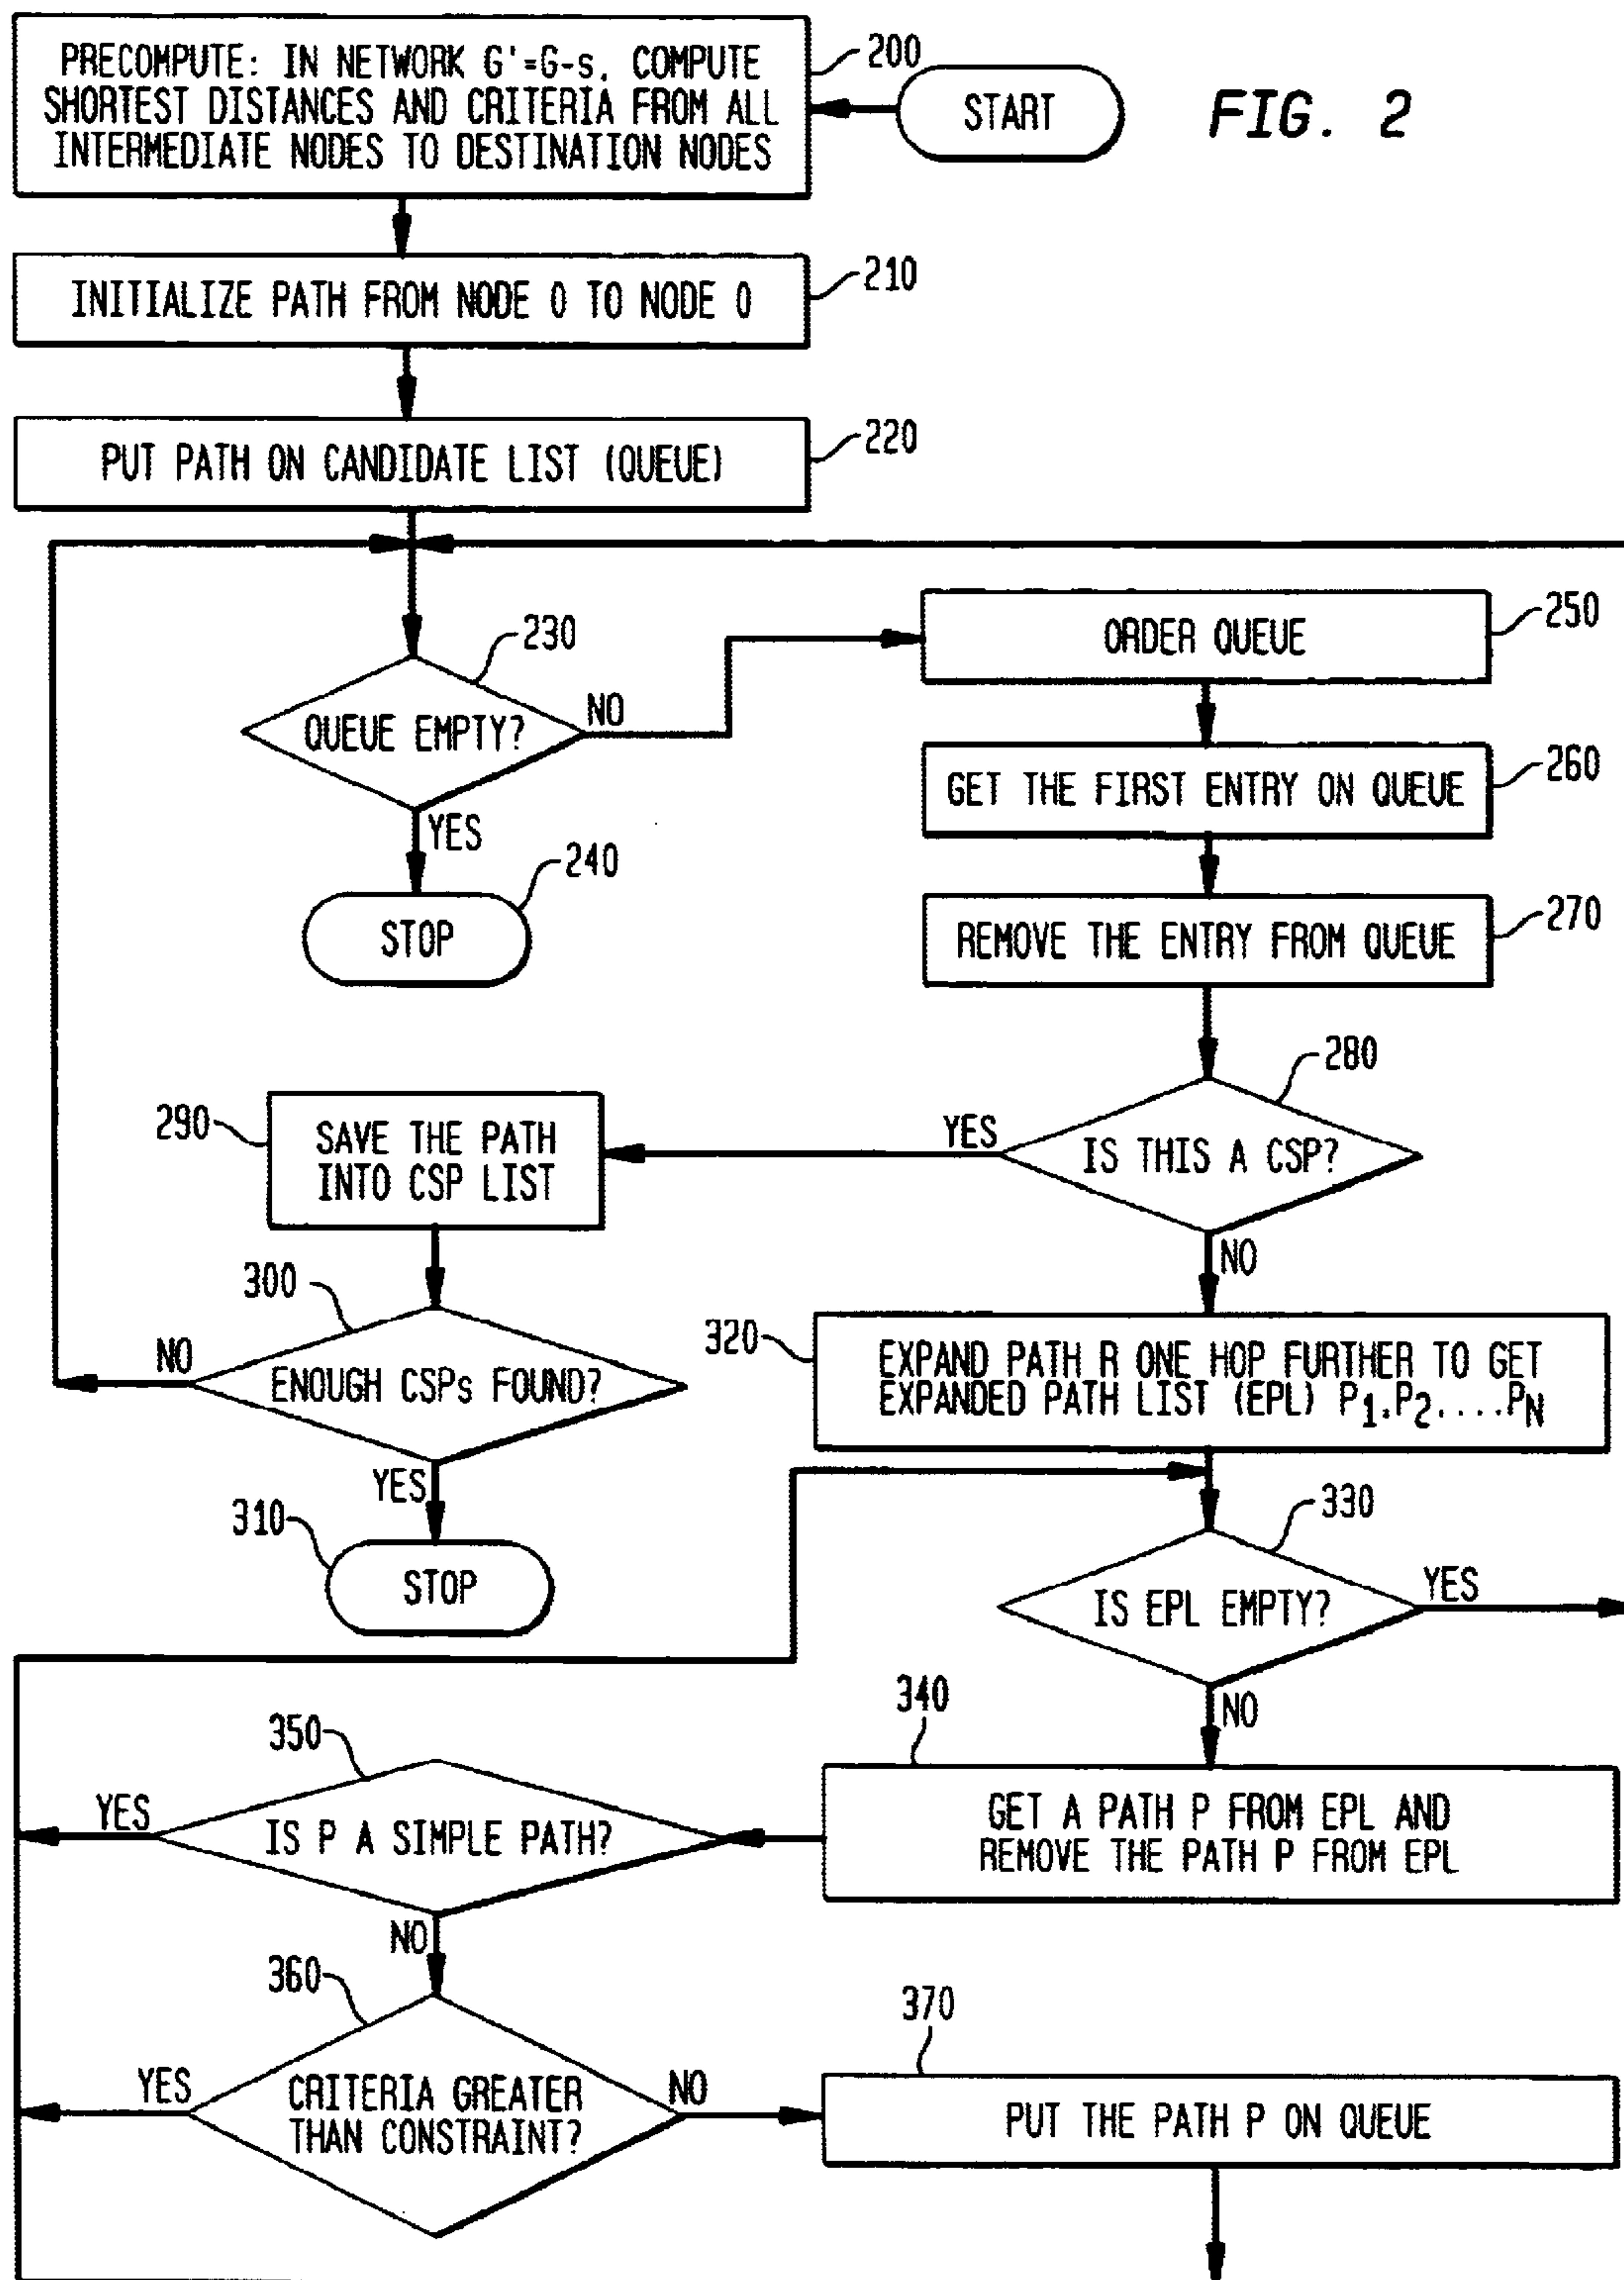 PRECOMPUTE: IN NETWORK G'=G-s, COMPUTE
SHORTEST DISTANCES AND CRITERIA FROM ALL
INTERMEDIATE NODES TO DESTINATION NODES
200
START
FIG. 2
INITIALIZE PATH FROM NODE 0 TO NODE 0
210
PUT PATH ON CANDIDATE LIST (QUEUE)
220
230
QUEUE EMPTY?
NO
YES
240
STOP
ORDER QUEUE
250
GET THE FIRST ENTRY ON QUEUE
260
REMOVE THE ENTRY FROM QUEUE
270
280
IS THIS A CSP?
YES
NO
290
SAVE THE PATH
INTO CSP LIST
300
ENOUGH CSPs FOUND?
NO
YES
310
STOP
320
EXPAND PATH R ONE HOP FURTHER TO GET
EXPANDED PATH LIST (EPL) P1,P2,...,PN
330
IS EPL EMPTY?
YES
NO
340
GET A PATH P FROM EPL AND
REMOVE THE PATH P FROM EPL
350
IS P A SIMPLE PATH?
YES
NO
360
CRITERIA GREATER
THAN CONSTRAINT?
YES
NO
370
PUT THE PATH P ON QUEUE